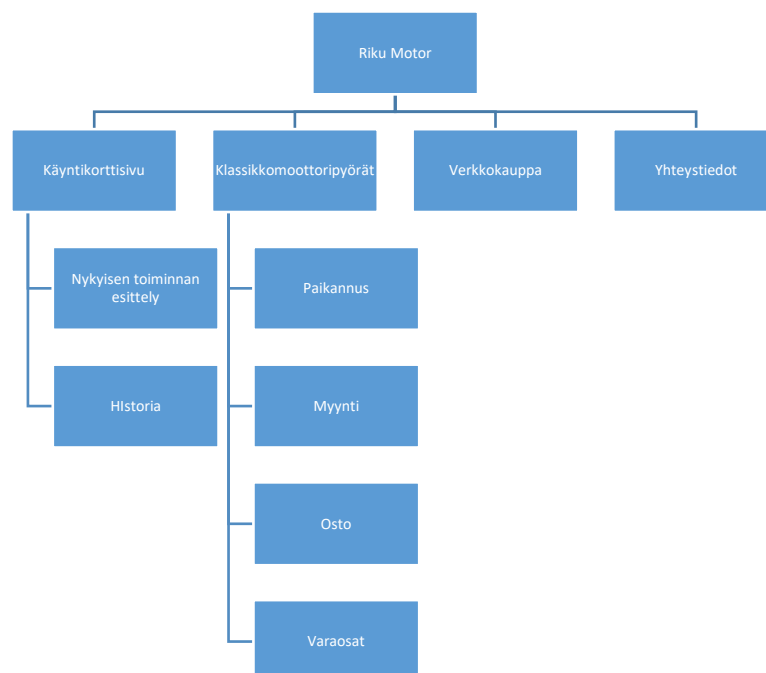 Riku Motor
Käyntikorttisivu
Klassikkomoottoripyörät
Verkkokauppa
Yhteystiedot
Nykyisen toiminnan
esittely
HIstoria
Paikannus
Myynti
Osto
Varaosat